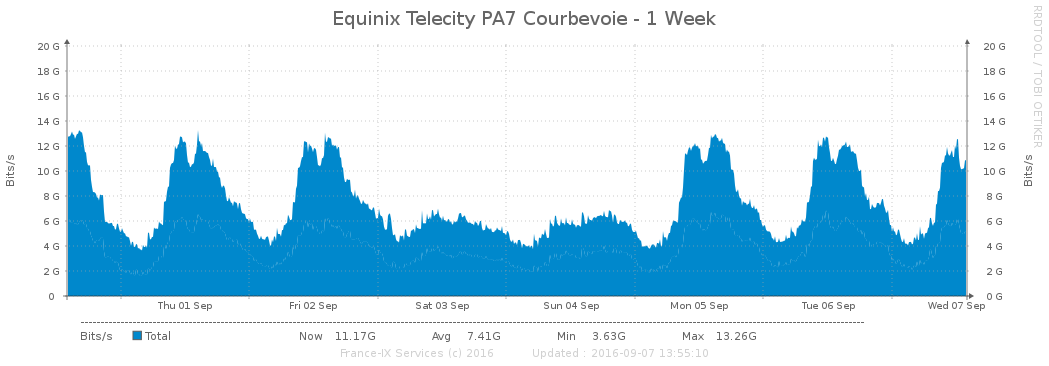 Equinix Telecity PA7 Courbevoie - 1 Week
RRDTOOL / TOBI OETIKER
Bits/s
20 G
18 G
16 G
14 G
12 G
10 G
8 G
6 G
4 G
2 G
0
20 G
18 G
16 G
14 G
12 G
10 G
8 G
6 G
4 G
2 G
0 G
Bits/s
Thu 01 Sep Fri 02 Sep Sat 03 Sep Sun 04 Sep Mon 05 Sep Tue 06 Sep Wed 07 Sep
Bits/s Total Now 11.17G Avg 7.41G Min 3.63G Max 13.26G
France-IX Services (c) 2016 Updated : 2016-09-07 13:55:10